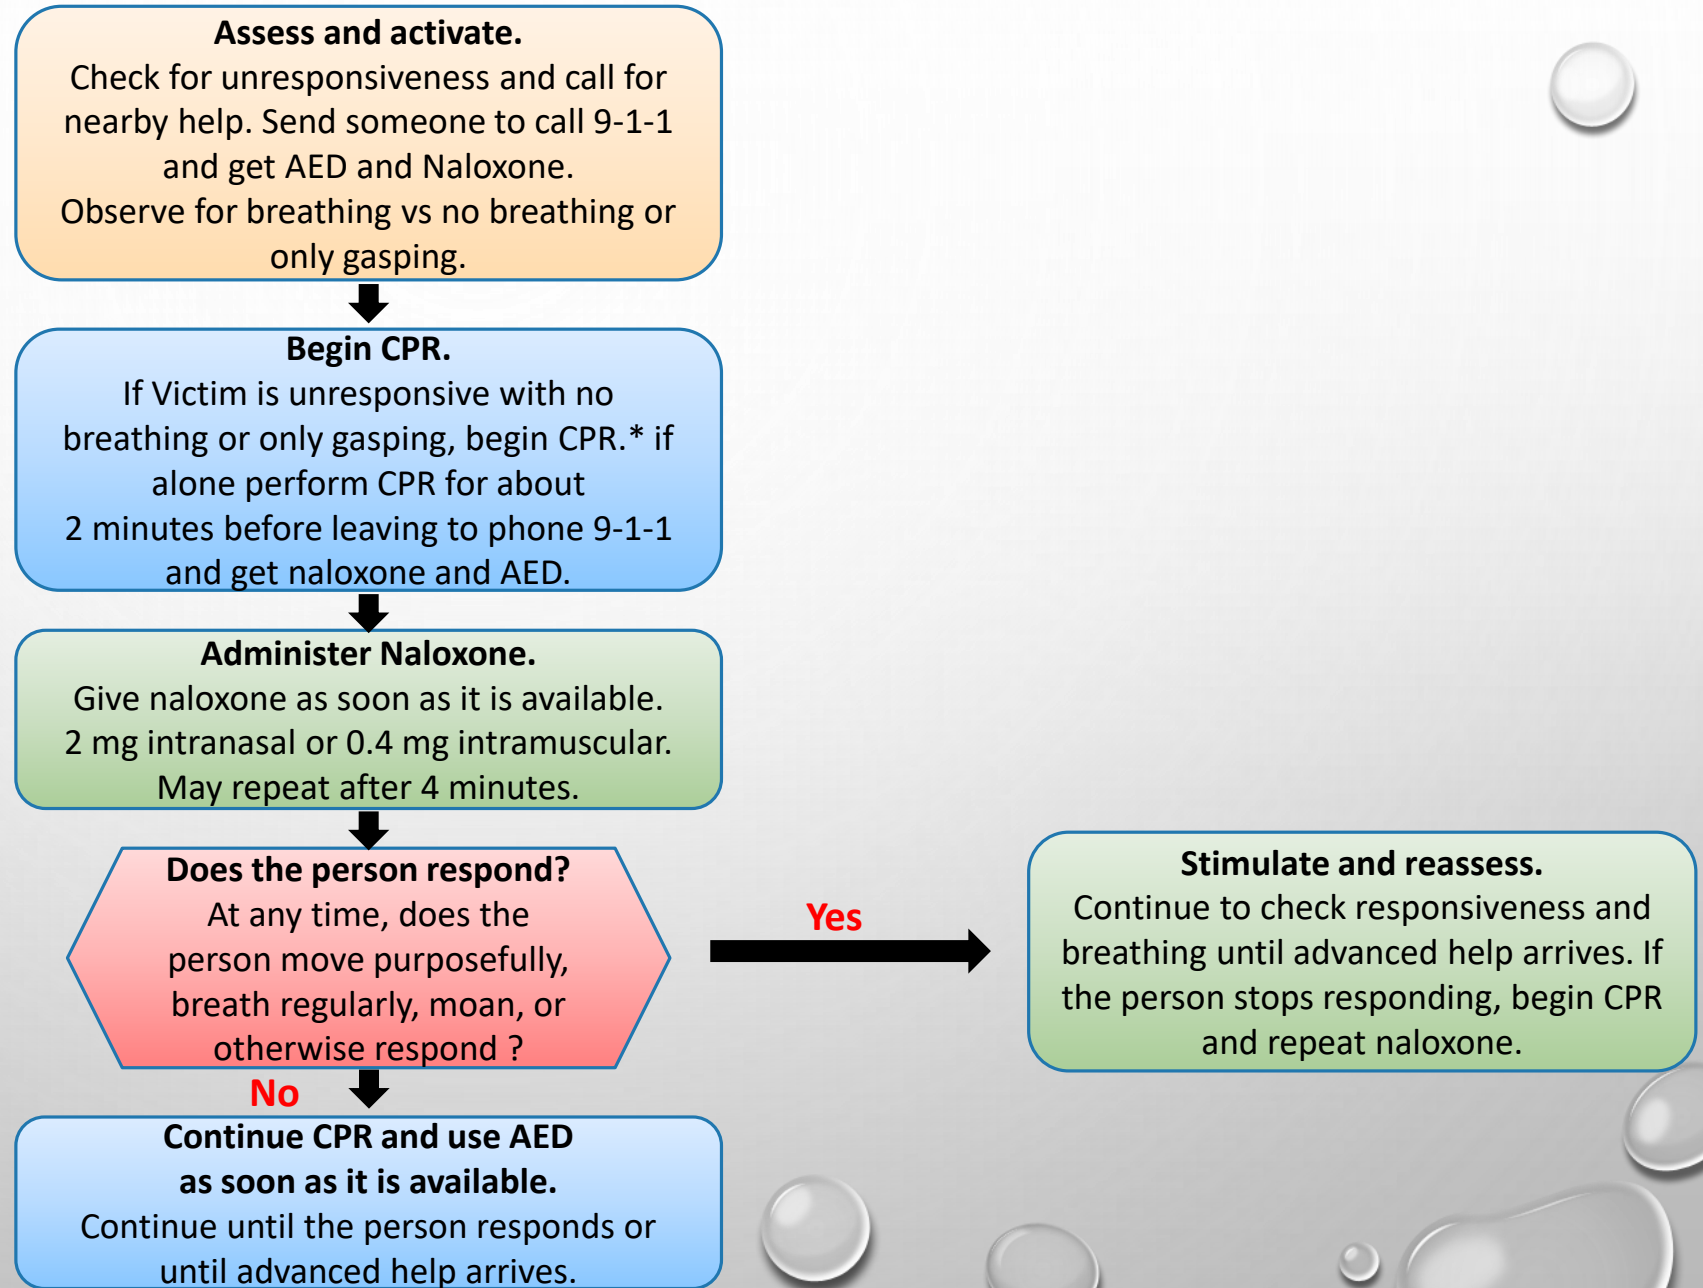 Assess and activate.
Check for unresponsiveness and call for
nearby help. Send someone to call 9-1-1
and get AED and Naloxone.
Observe for breathing vs no breathing or
only gasping.
Begin CPR.
If Victim is unresponsive with no
breathing or only gasping, begin CPR.* if
alone perform CPR for about
2 minutes before leaving to phone 9-1-1
and get naloxone and AED.
Administer Naloxone.
Give naloxone as soon as it is available.
2 mg intranasal or 0.4 mg intramuscular.
May repeat after 4 minutes.
Does the person respond?
At any time, does the
person move purposefully,
breath regularly, moan, or
otherwise respond ?
Yes
Stimulate and reassess.
Continue to check responsiveness and
breathing until advanced help arrives. If
the person stops responding, begin CPR
and repeat naloxone.
No
Continue CPR and use AED
as soon as it is available.
Continue until the person responds or
until advanced help arrives.